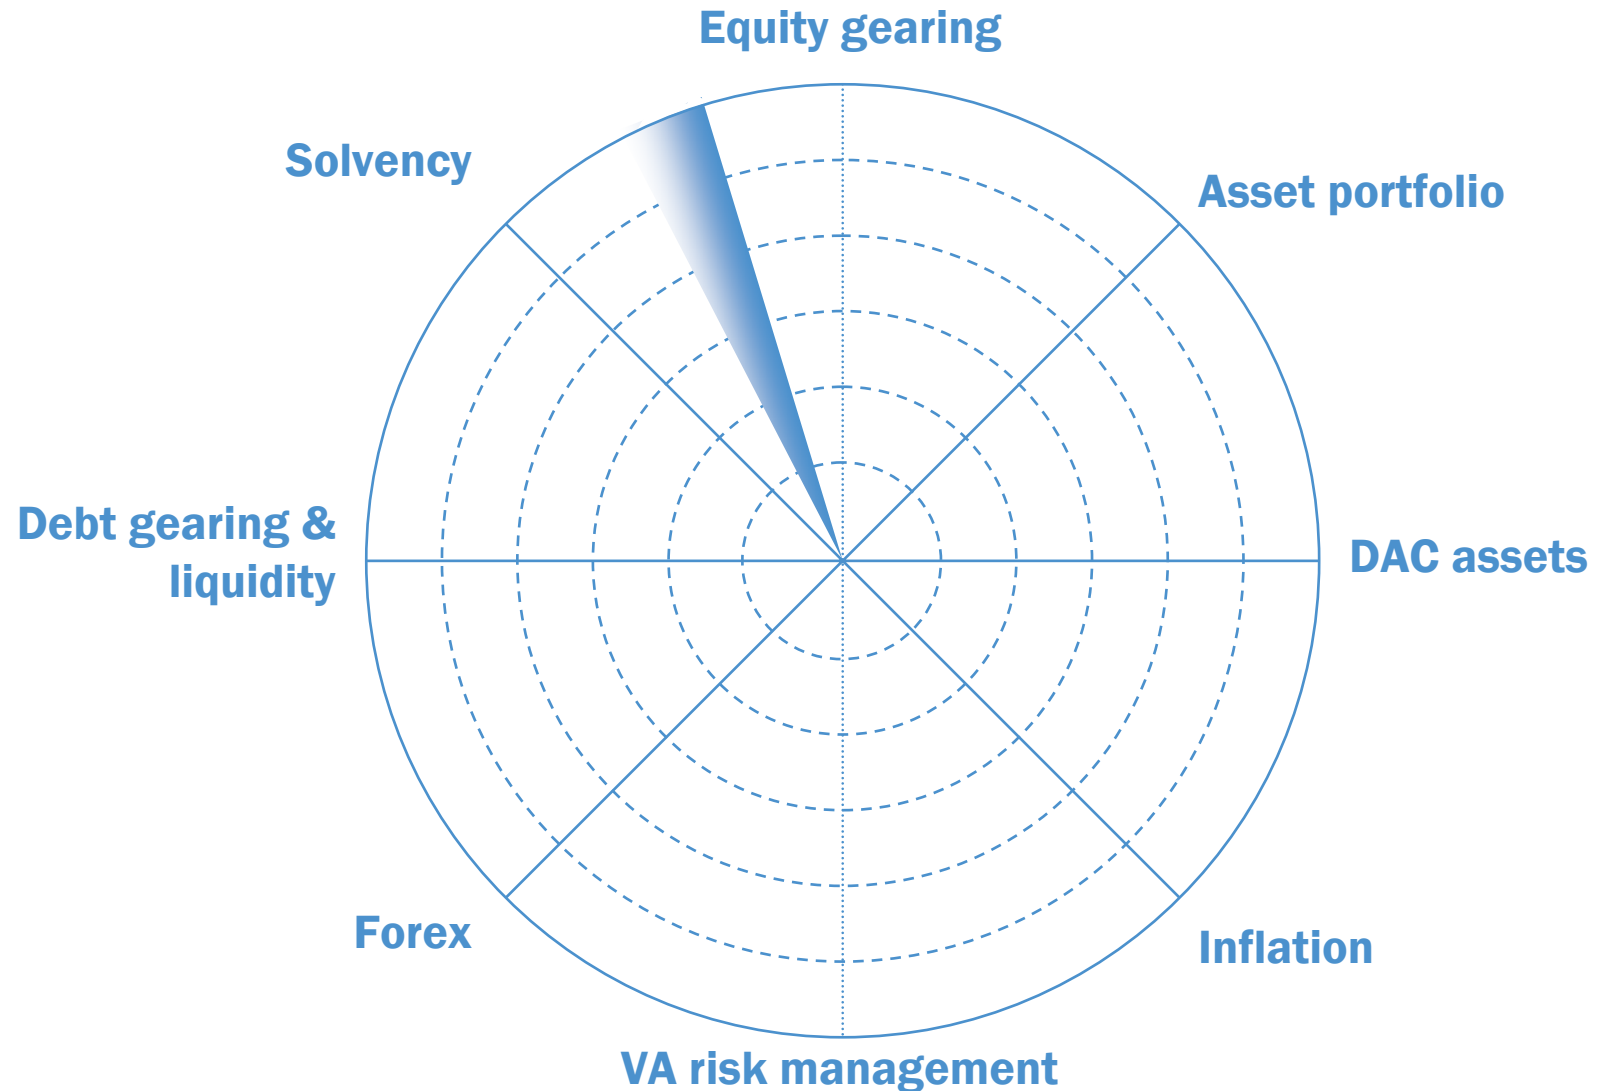 Equity gearing
Solvency
Asset portfolio
Debt gearing &
liquidity
DAC assets
Forex
Inflation
VA risk management